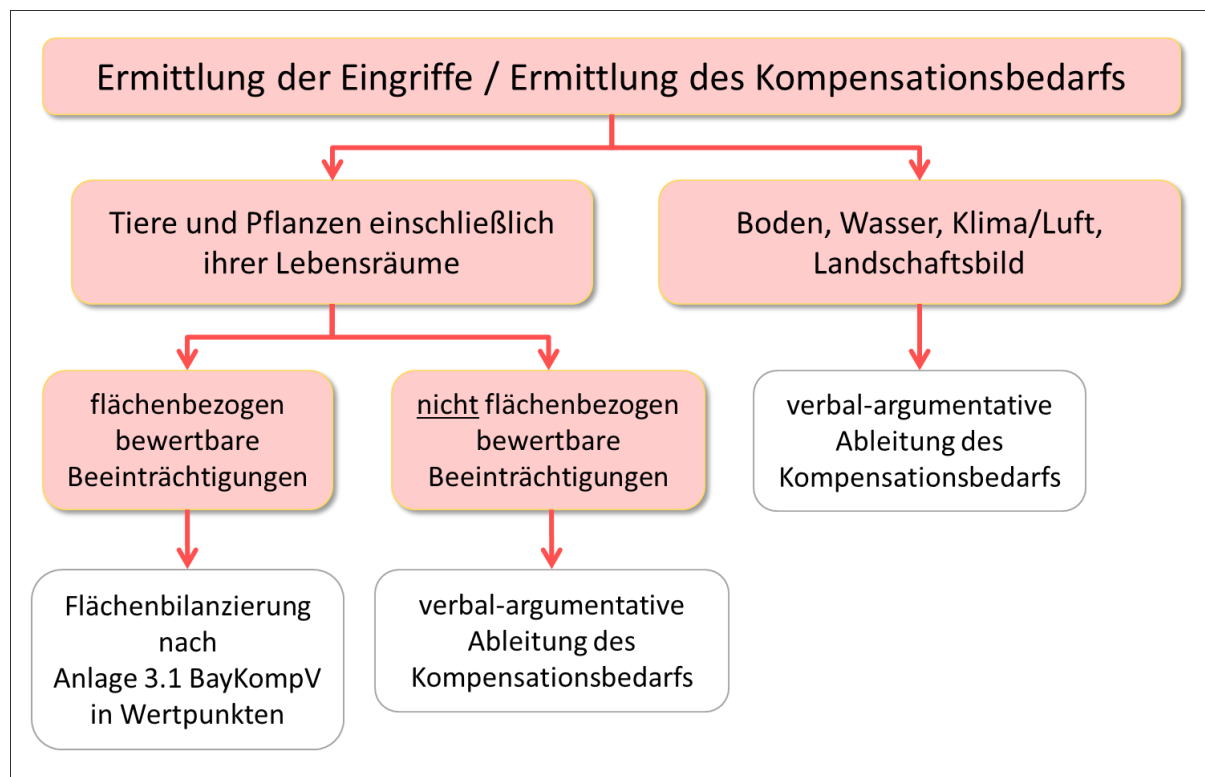 Ermittlung der Eingriffe / Ermittlung des Kompensationsbedarfs
Tiere und Pflanzen einschließlich
ihrer Lebensräume
Boden, Wasser, Klima/Luft,
Landschaftsbild
flächenbezogen
bewertbare
Beeinträchtigungen
nicht flächenbezogen
bewertbare
Beeinträchtigungen
verbal-argumentative
Ableitung des
Kompensationsbedarfs
Flächenbilanzierung
nach
Anlage 3.1 BayKompV
in Wertpunkten
verbal-argumentative
Ableitung des
Kompensationsbedarfs